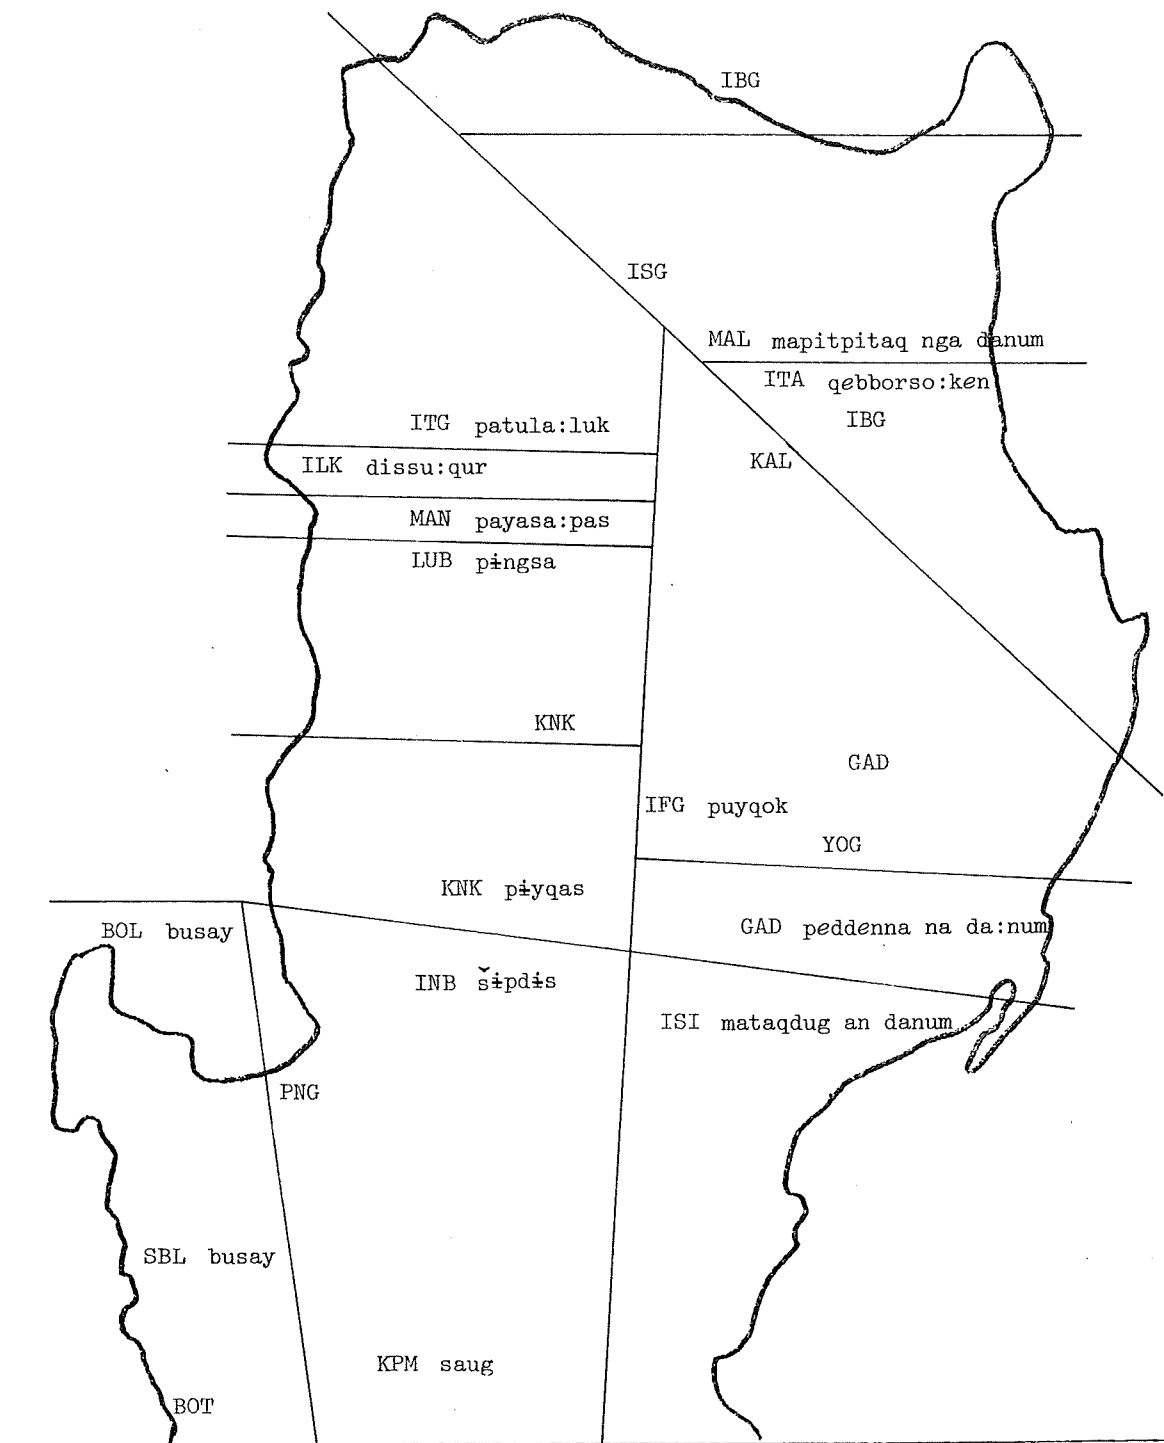 IBG
ISG
MAL mapitpitaq nga danum
ITA qebborso:ken
IBG
ITG patula:luk
KAL
ILK dissu:qur
MAN payasa:pas
LUB pɨngsa
KNK
GAD
IFG puyqok
YOG
KNK pɨyqas
GAD peddenna na da:num
BOL busay
INB šɨpdɨs
ISI mataqdug an danum
PNG
SBL busay
KPM saug
BOT